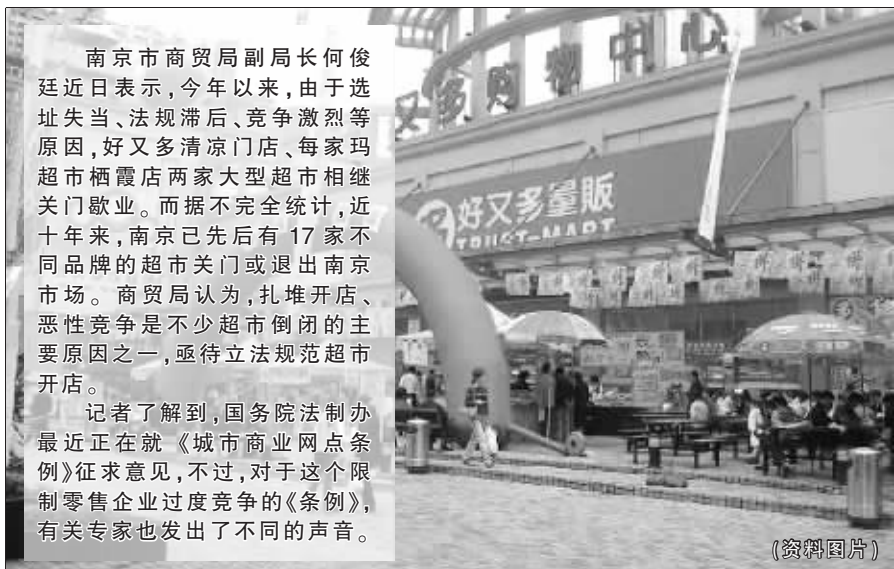 南京市商贸局副局长何俊
廷近日表示,今年以来,由于选
址失当、法规滞后、竞争激烈等
原因,好又多清凉门店、每家玛
超市栖霞店两家大型超市相继
关门歇业。而据不完全统计,近
十年来,南京已先后有 17 家不
同品牌的超市关门或退出南京
市场。商贸局认为,扎堆开店、
恶性竞争是不少超市倒闭的主
要原因之一,亟待立法规范超市
开店。
记者了解到,国务院法制办
最近正在就《城市商业网点条
例》征求意见,不过,对于这个限
制零售企业过度竞争的《条例》,
有关专家也发出了不同的声音。
又多购物中心
好又多量贩
TRUST-MART
(资料图片)